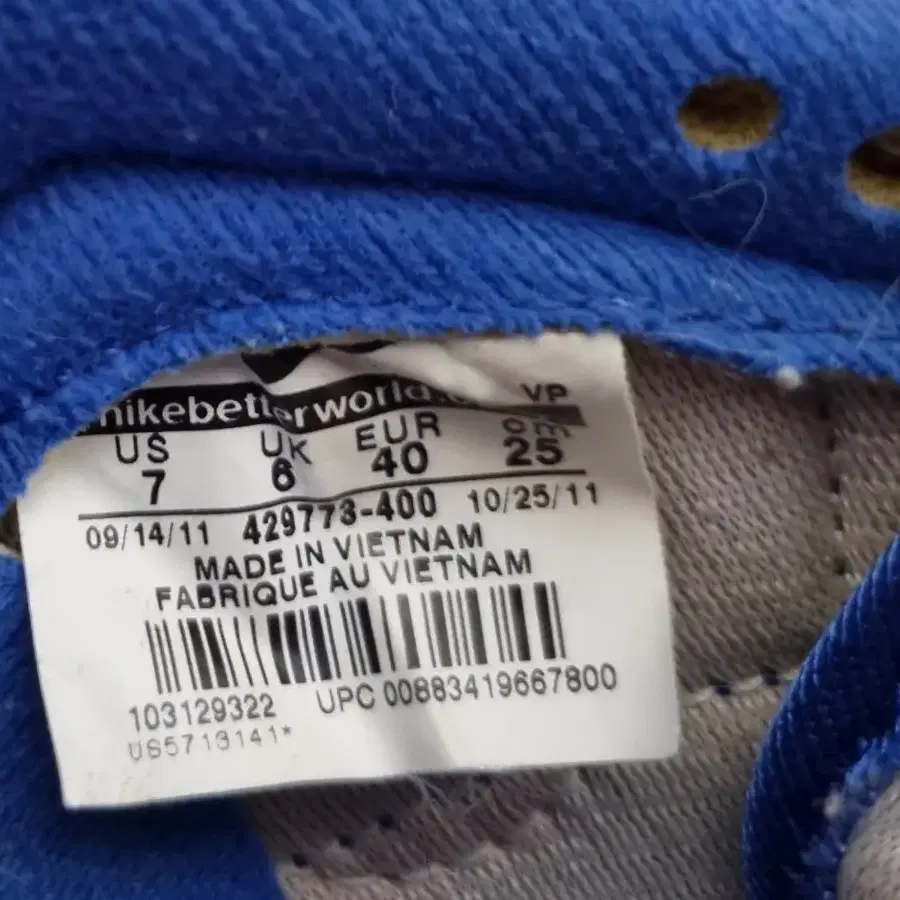 nikebetterworld.
VP
US UK EUR cm
7 6 40 25
09/14/11 429773-400 10/25/11
MADE IN VIETNAM
FABRIQUE AU VIETNAM
103129322 UPC 00883419667800
US5713141*